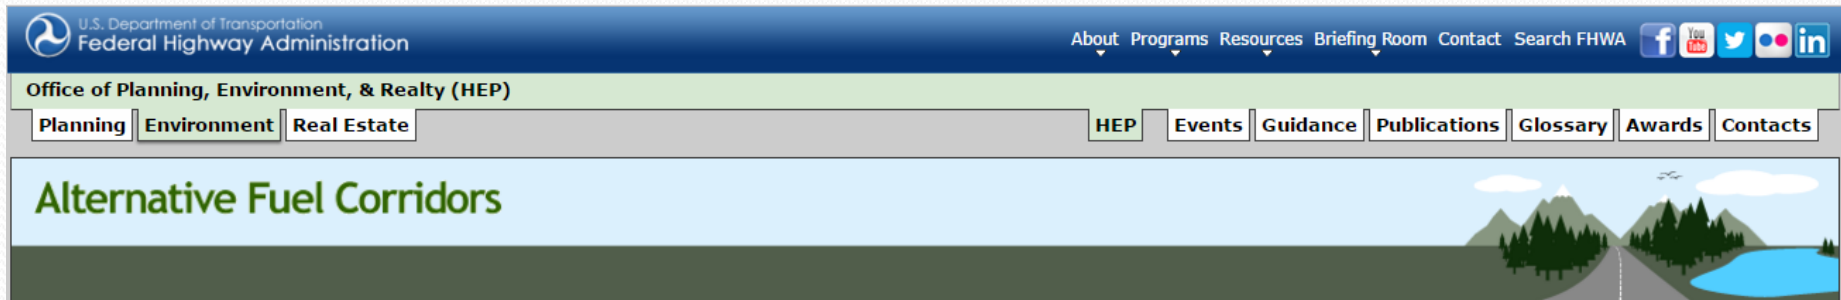 U.S. Department of Transportation
Federal Highway Administration
About Programs Resources Briefing Room Contact Search FHWA
You
Tube
Office of Planning, Environment, & Realty (HEP)
Planning Environment Real Estate HEP Events Guidance Publications Glossary Awards Contacts
Alternative Fuel Corridors